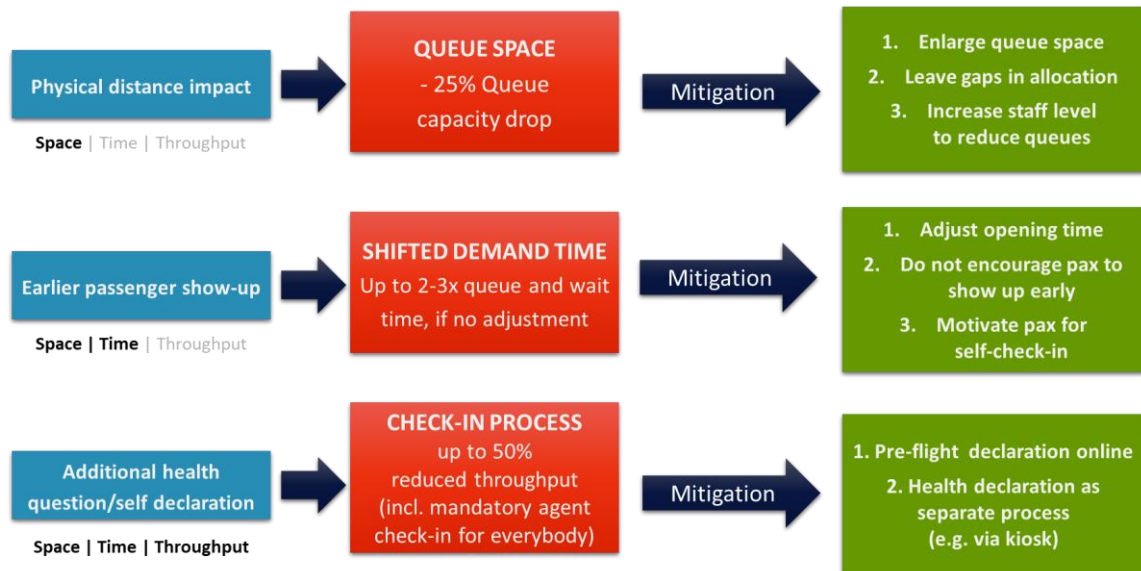 Physical distance impact
Space | Time | Throughput
QUEUE SPACE
- 25% Queue
capacity drop
Mitigation
1. Enlarge queue space
2. Leave gaps in allocation
3. Increase staff level
to reduce queues
Earlier passenger show-up
Space | Time | Throughput
SHIFTED DEMAND TIME
Up to 2-3x queue and wait
time, if no adjustment
Mitigation
1. Adjust opening time
2. Do not encourage pax to
show up early
3. Motivate pax for
self-check-in
Additional health
question/self declaration
Space | Time | Throughput
CHECK-IN PROCESS
up to 50%
reduced throughput
(incl. mandatory agent
check-in for everybody)
Mitigation
1. Pre-flight declaration online
2. Health declaration as
separate process
(e.g. via kiosk)